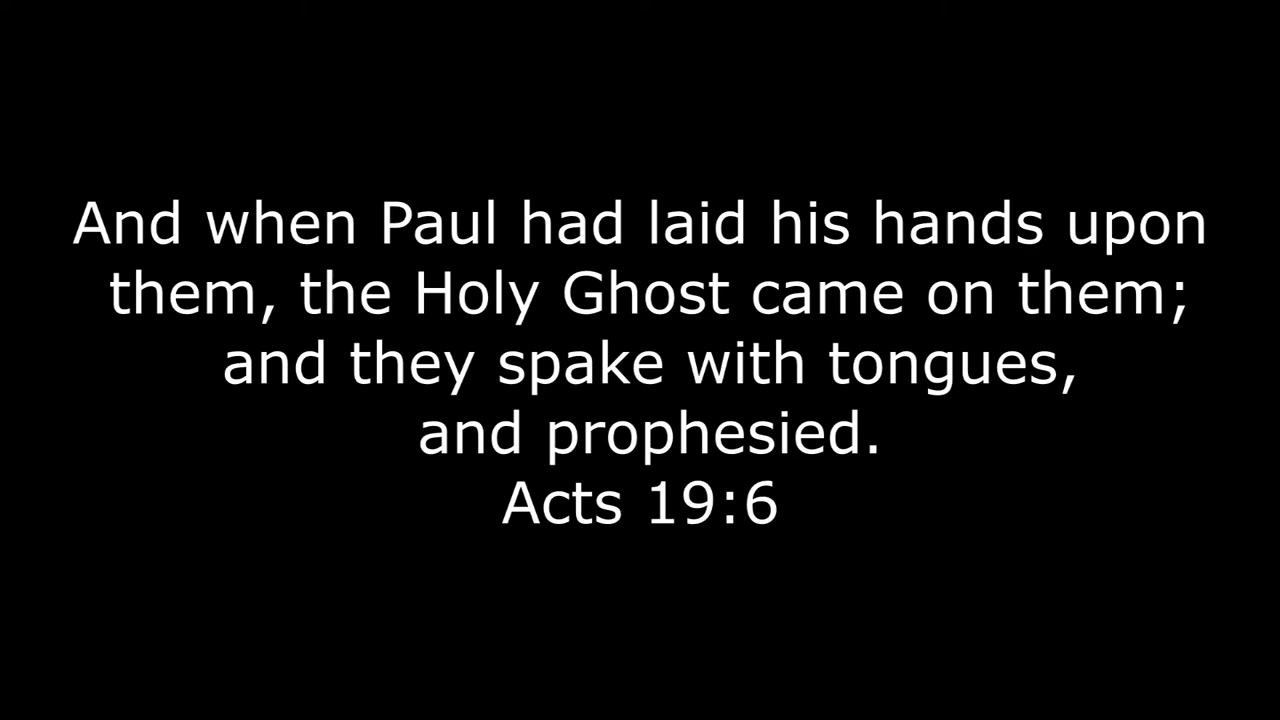 And when Paul had laid his hands upon
them, the Holy Ghost came on them;
and they spake with tongues,
and prophesied.
Acts 19:6